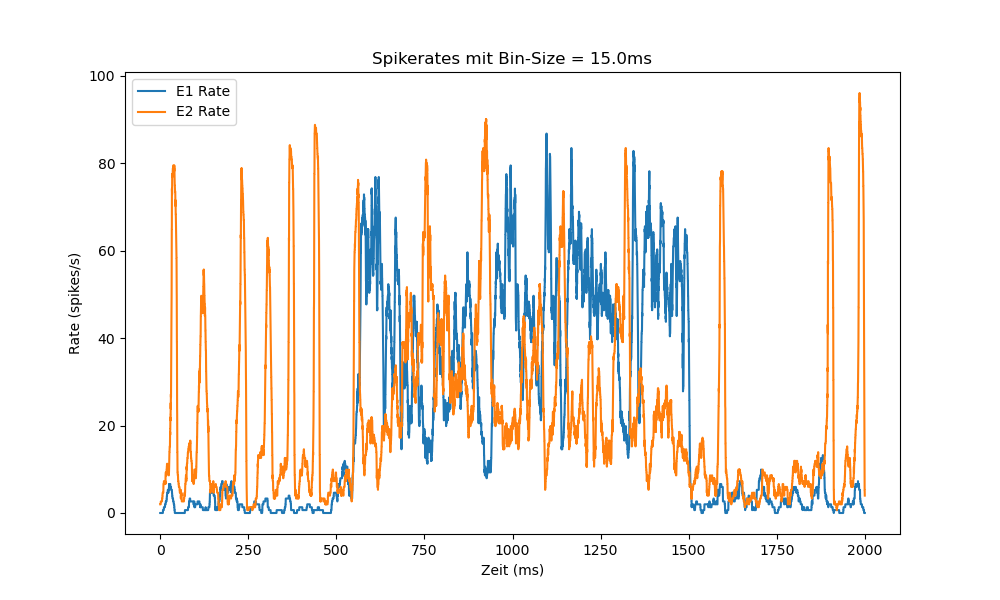 Spikerates mit Bin-Size = 15.0ms
E1 Rate
E2 Rate
Rate (spikes/s)
100
80
60
40
20
0
0 250 500 750 1000 1250 1500 1750 2000
Zeit (ms)